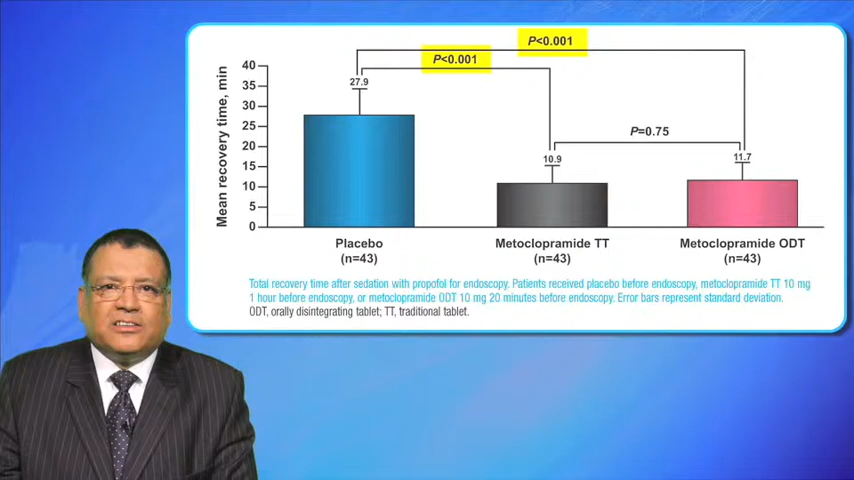 P<0.001
P<0.001
40
27.9
35
30
25
P=0.75
20
10.9
11.7
15
10
5
0
Mean recovery time, min
Placebo
(n=43)
Metoclopramide TT
(n=43)
Metoclopramide ODT
(n=43)
Total recovery time after sedation with propofol for endoscopy. Patients received placebo before endoscopy, metoclopramide TT 10 mg
1 hour before endoscopy, or metoclopramide ODT 10 mg 20 minutes before endoscopy. Error bars represent standard deviation.
ODT, orally disintegrating tablet; TT, traditional tablet.